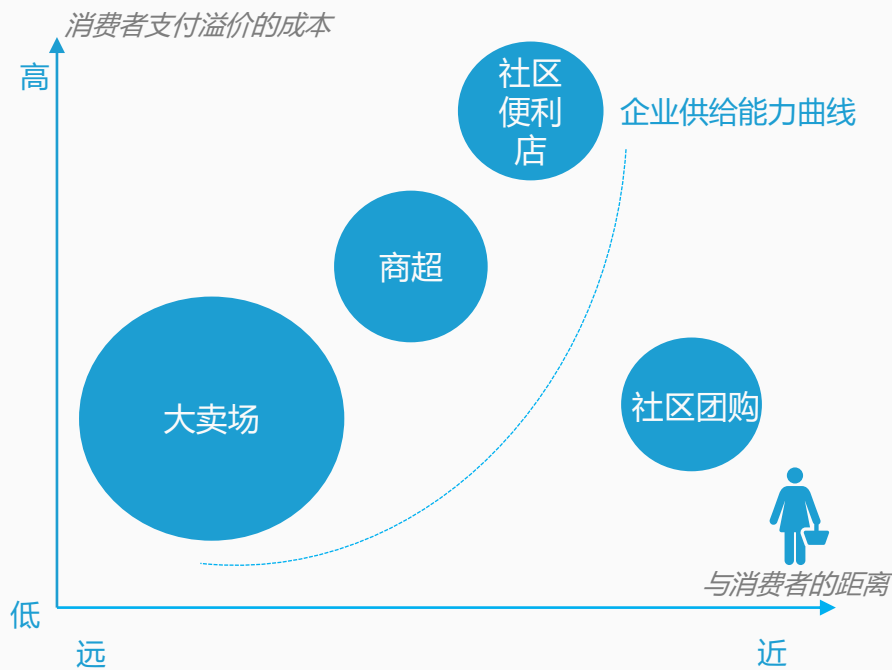 消费者支付溢价的成本
高
社区
便利
店
企业供给能力曲线
商超
大卖场
社区团购
与消费者的距离
低
远
近